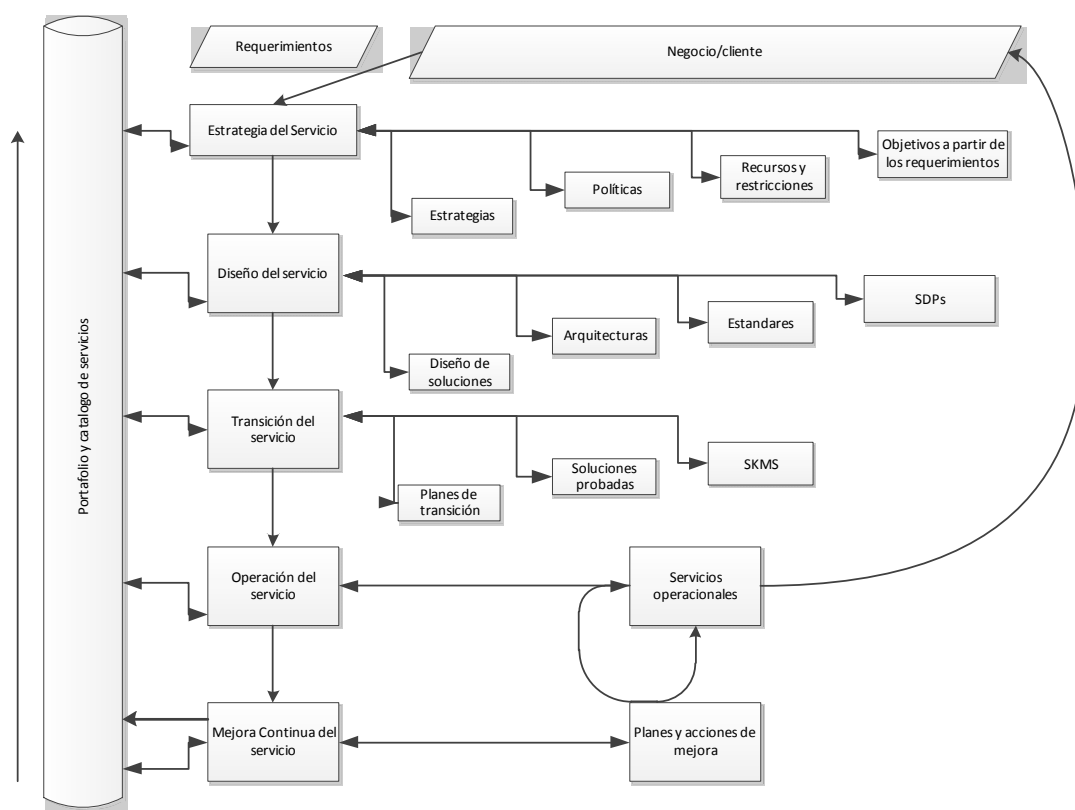 Requerimientos
Negocio/cliente
Estrategia del Servicio
Objetivos a partir de
los requerimientos
Recursos y
restricciones
Políticas
Estrategias
Diseño del servicio
SDPs
Estandares
Arquitecturas
Diseño de
soluciones
Portafolio y catalogo de servicios
Transición del
servicio
SKMS
Soluciones
probadas
Planes de
transición
Operación del
servicio
Servicios
operacionales
Mejora Continua del
servicio
Planes y acciones de
mejora